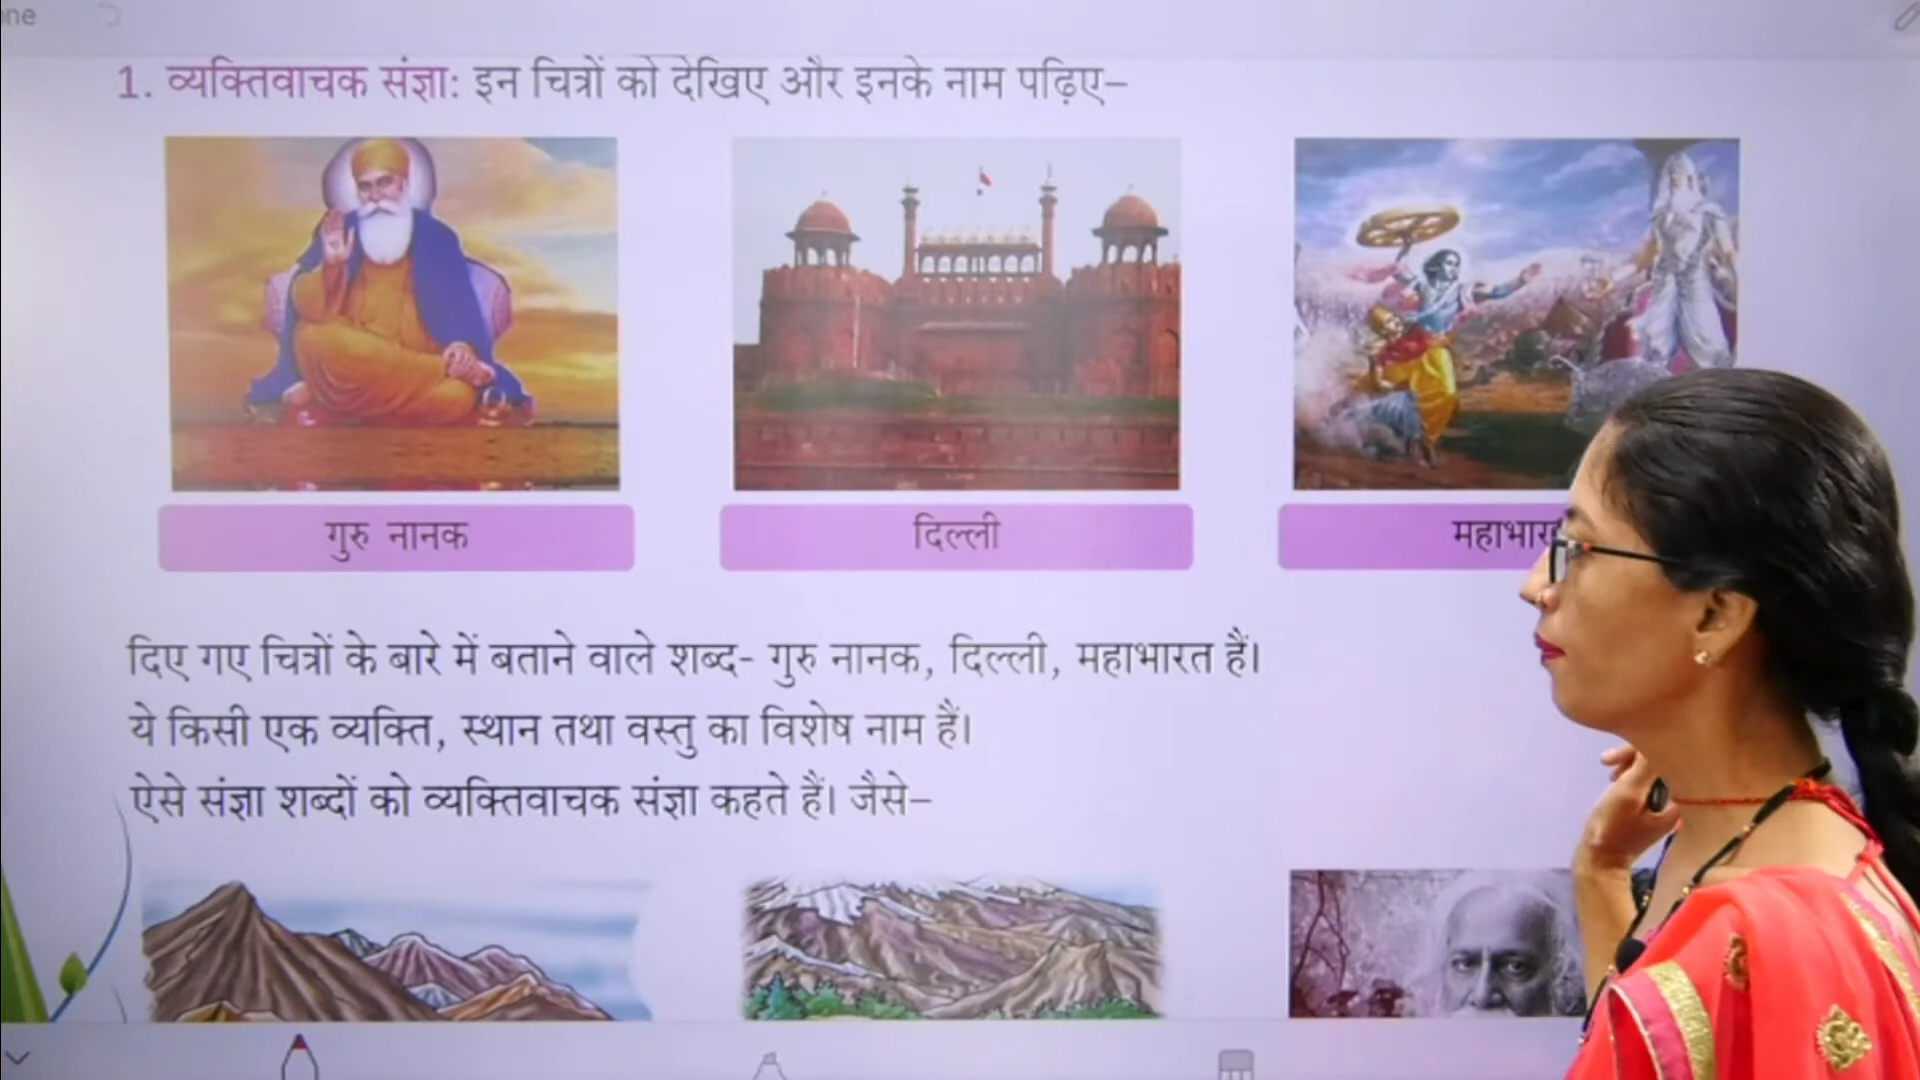 1. व्यक्तिवाचक संज्ञा: इन चित्रों को देखिए और इनके नाम पढ़िए–
गुरु नानक
दिल्ली
दिए गए चित्रों के बारे में बताने वाले शब्द- गुरु नानक, दिल्ली, महाभारत हैं।
ये किसी एक व्यक्ति, स्थान तथा वस्तु का विशेष नाम हैं।
ऐसे संज्ञा शब्दों को व्यक्तिवाचक संज्ञा कहते हैं। जैसे–